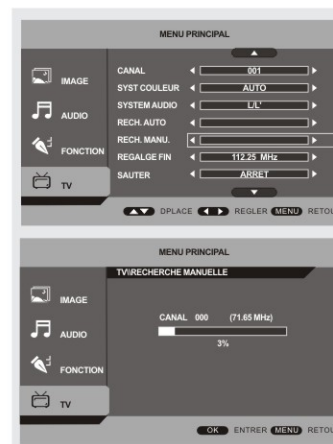 MENU PRINCIPAL
IMAGE
AUDIO
FONCTION
TV
CANAL 001
SYST COULEUR AUTO
SYSTEM AUDIO L/L'
RECH. AUTO
RECH. MANU.
REGALGE FIN 112.25 MHz
SAUTER ARRET
DPLACE REGLER MENU RETOU
MENU PRINCIPAL
TV\RECHERCHE MANUELLE
IMAGE
AUDIO
FONCTION
TV
CANAL 000 (71.65 MHz)
3%
OK ENTRER MENU RETOU